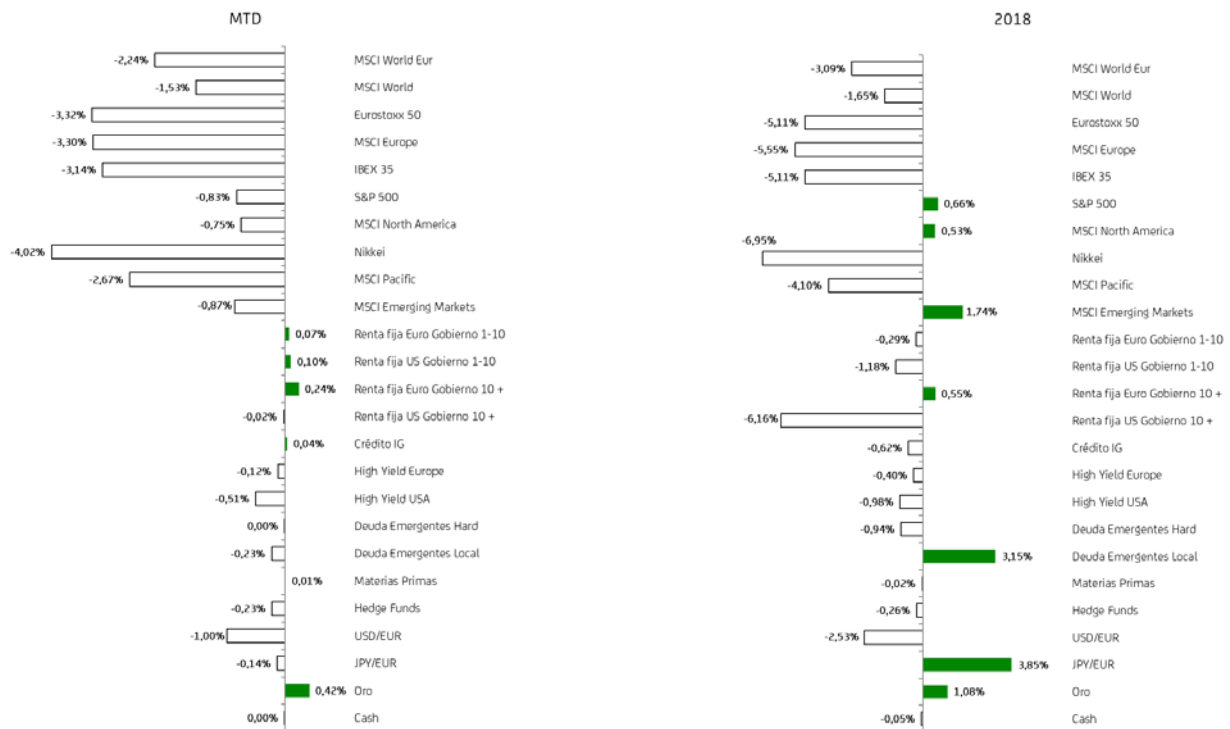 MTD
-2,24% MSCI World Eur
-1,53% MSCI World
-3,32% Eurostoxx 50
-3,30% MSCI Europe
-3,14% IBEX 35
-0,83% S&P 500
-0,75% MSCI North America
-4,02% Nikkei
-2,67% MSCI Pacific
-0,87% MSCI Emerging Markets
0,07% Renta fija Euro Gobierno 1-10
0,10% Renta fija US Gobierno 1-10
0,24% Renta fija Euro Gobierno 10 +
-0,02% Renta fija US Gobierno 10 +
0,04% Crédito IG
-0,12% High Yield Europe
-0,51% High Yield USA
0,00% Deuda Emergentes Hard
-0,23% Deuda Emergentes Local
0,01% Materias Primas
-0,23% Hedge Funds
-1,00% USD/EUR
-0,14% JPY/EUR
0,42% Oro
0,00% Cash
2018
-3,09% MSCI World Eur
-1,65% MSCI World
-5,11% Eurostoxx 50
-5,55% MSCI Europe
-5,11% IBEX 35
0,66% S&P 500
0,53% MSCI North America
-6,95% Nikkei
-4,10% MSCI Pacific
1,74% MSCI Emerging Markets
-0,29% Renta fija Euro Gobierno 1-10
-1,18% Renta fija US Gobierno 1-10
0,55% Renta fija Euro Gobierno 10 +
-6,16% Renta fija US Gobierno 10 +
-0,62% Crédito IG
-0,40% High Yield Europe
-0,98% High Yield USA
-0,94% Deuda Emergentes Hard
3,15% Deuda Emergentes Local
-0,02% Materias Primas
-0,26% Hedge Funds
-2,53% USD/EUR
3,85% JPY/EUR
1,08% Oro
-0,05% Cash